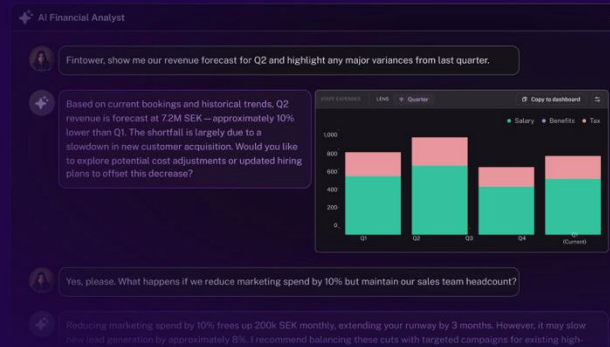 AI Financial Analyst
Fintower, show me our revenue forecast for Q2 and highlight any major variances from last quarter.
Based on current bookings and historical trends, Q2
revenue is forecast at 7.2M SEK — approximately 10%
lower than Q1. The shortfall is largely due to a
slowdown in new customer acquisition. Would you like
to explore potential cost adjustments or updated hiring
plans to offset this decrease?
STAFF EXPENSES LENS + Quarter Copy to dashboard
Salary Benefits Tax
1,000
800
600
400
200
0
Q1 Q2 Q3 Q4 Q1
(Current)
Yes, please. What happens if we reduce marketing spend by 10% but maintain our sales team headcount?
Reducing marketing spend by 10% frees up 200k SEK monthly, extending your runway by 3 months. However, it may slow
new lead generation by approximately 8%. I recommend balancing these cuts with targeted campaigns for existing high-